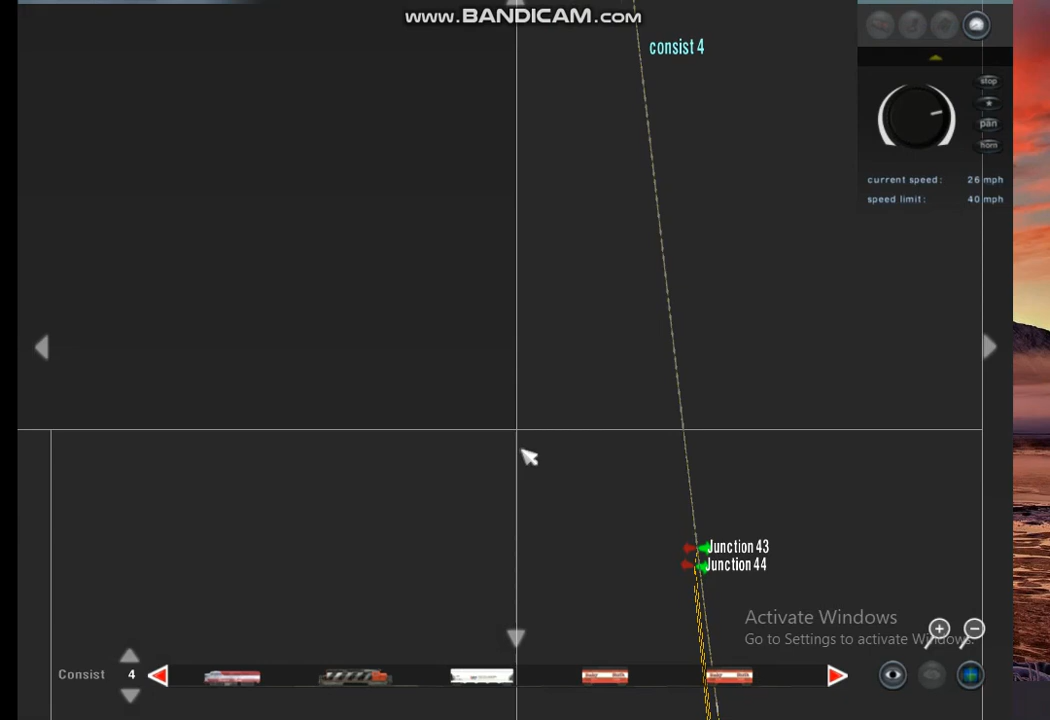 www.BANDICAM.com
consist 4
stop
pan
horn
current speed: 26 mph
speed limit: 40 mph
Junction 43
Junction 44
Activate Windows
Go to Settings to activate Windows.
Consist 4